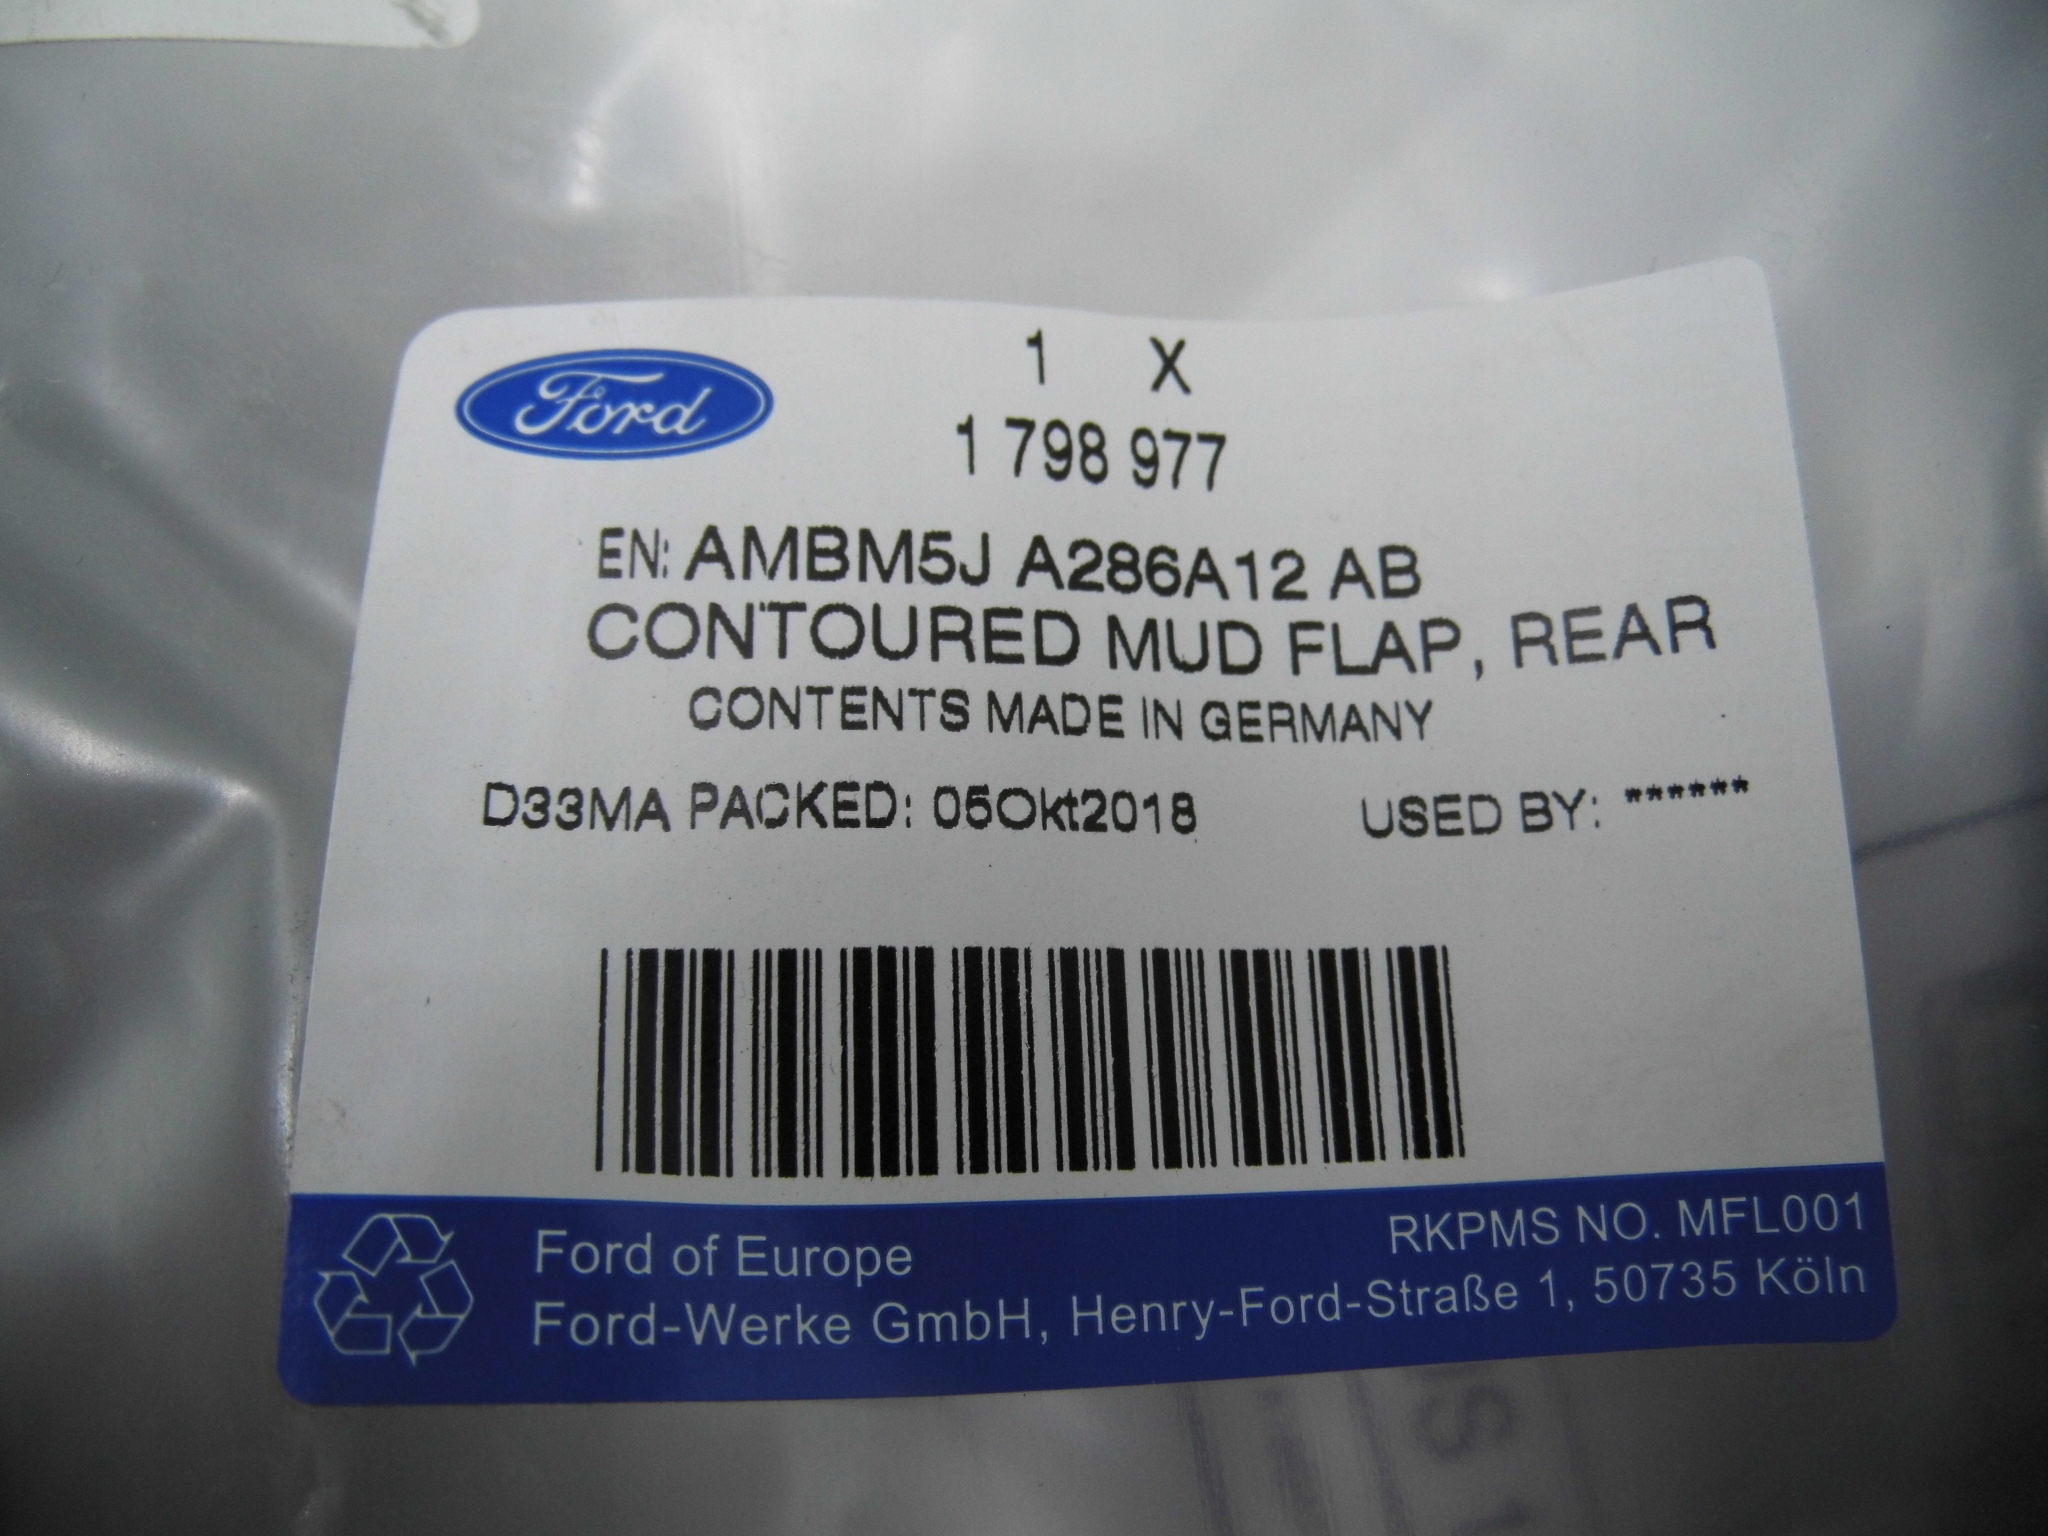 Ford
1 X
1 798 977
EN: AMBM5J A286A12 AB
CONTOURED MUD FLAP, REAR
CONTENTS MADE IN GERMANY
D33MA PACKED: 05Okt2018 USED BY: ******
Ford of Europe RKPMS NO. MFL001
Ford-Werke GmbH, Henry-Ford-Straße 1, 50735 Köln